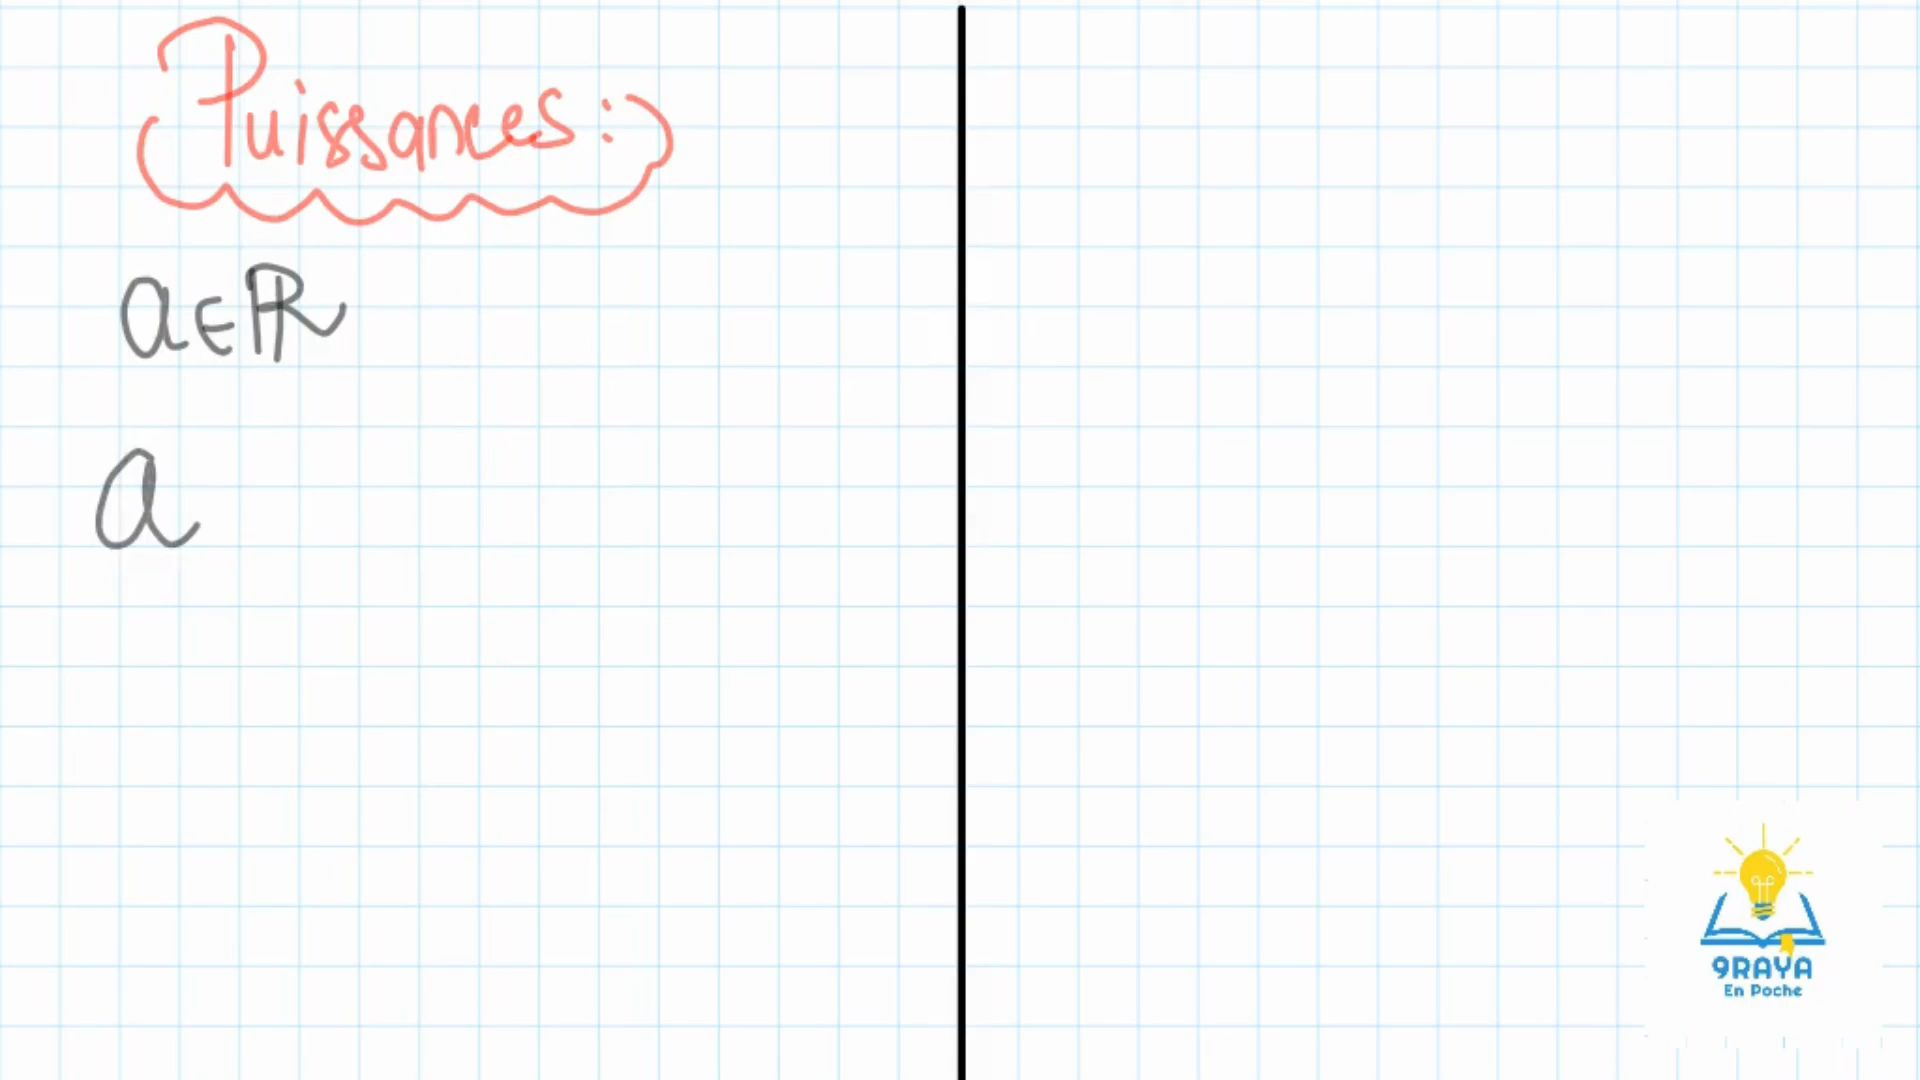 Puissances :
a∈ℝ
a
9RAYA
En Poche